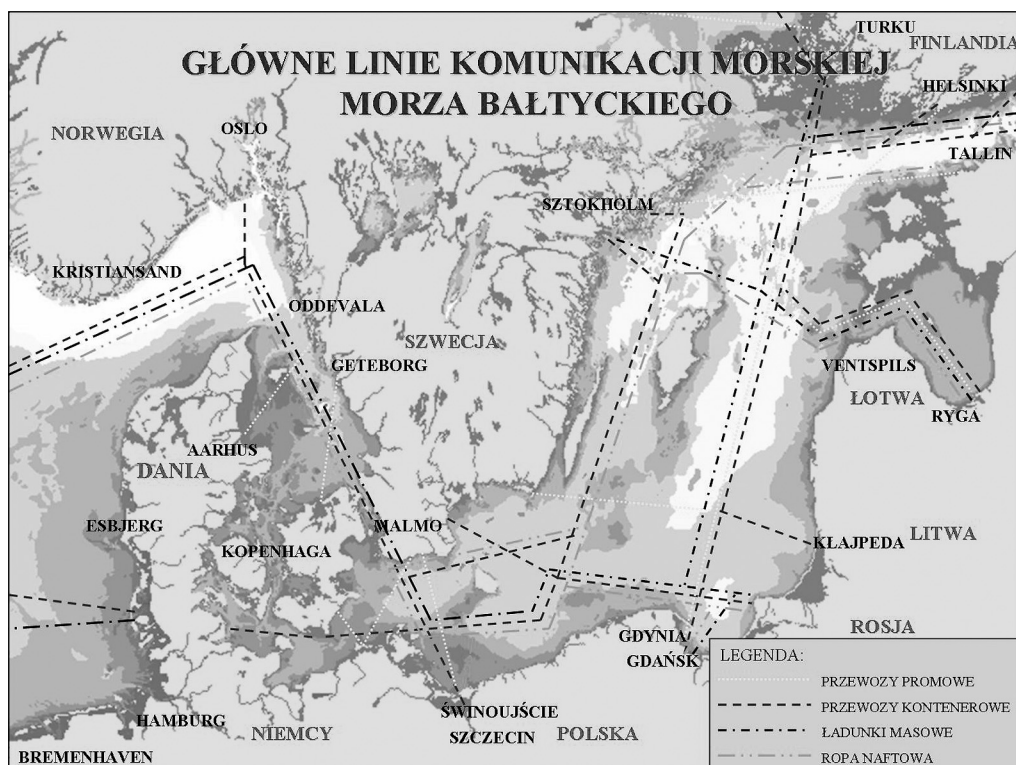 TURKU
FINLANDIA
GŁÓWNE LINIE KOMUNIKACJI MORSKIEJ
MORZA BAŁTYCKIEGO
HELSINKI
NORWEGIA
OSLO
TALLIN
SZTOKHOLM
KRISTIANSAND
ODDEVALA
SZWECJA
GETEBORG
VENTSPILS
ŁOTWA
RYGA
AARHUS
DANIA
ESBJERG
MALMO
KOPENHAGA
KŁAJPEDA
LITWA
GDYNIA
GDAŃSK
ROSJA
HAMBURG
NIEMCY
ŚWINOUJŚCIE
SZCZECIN
POLSKA
BREMENHAVEN
LEGENDA:
PRZEWOZY PROMOWE
PRZEWOZY KONTENEROWE
ŁADUNKI MASOWE
ROPA NAFTOWA